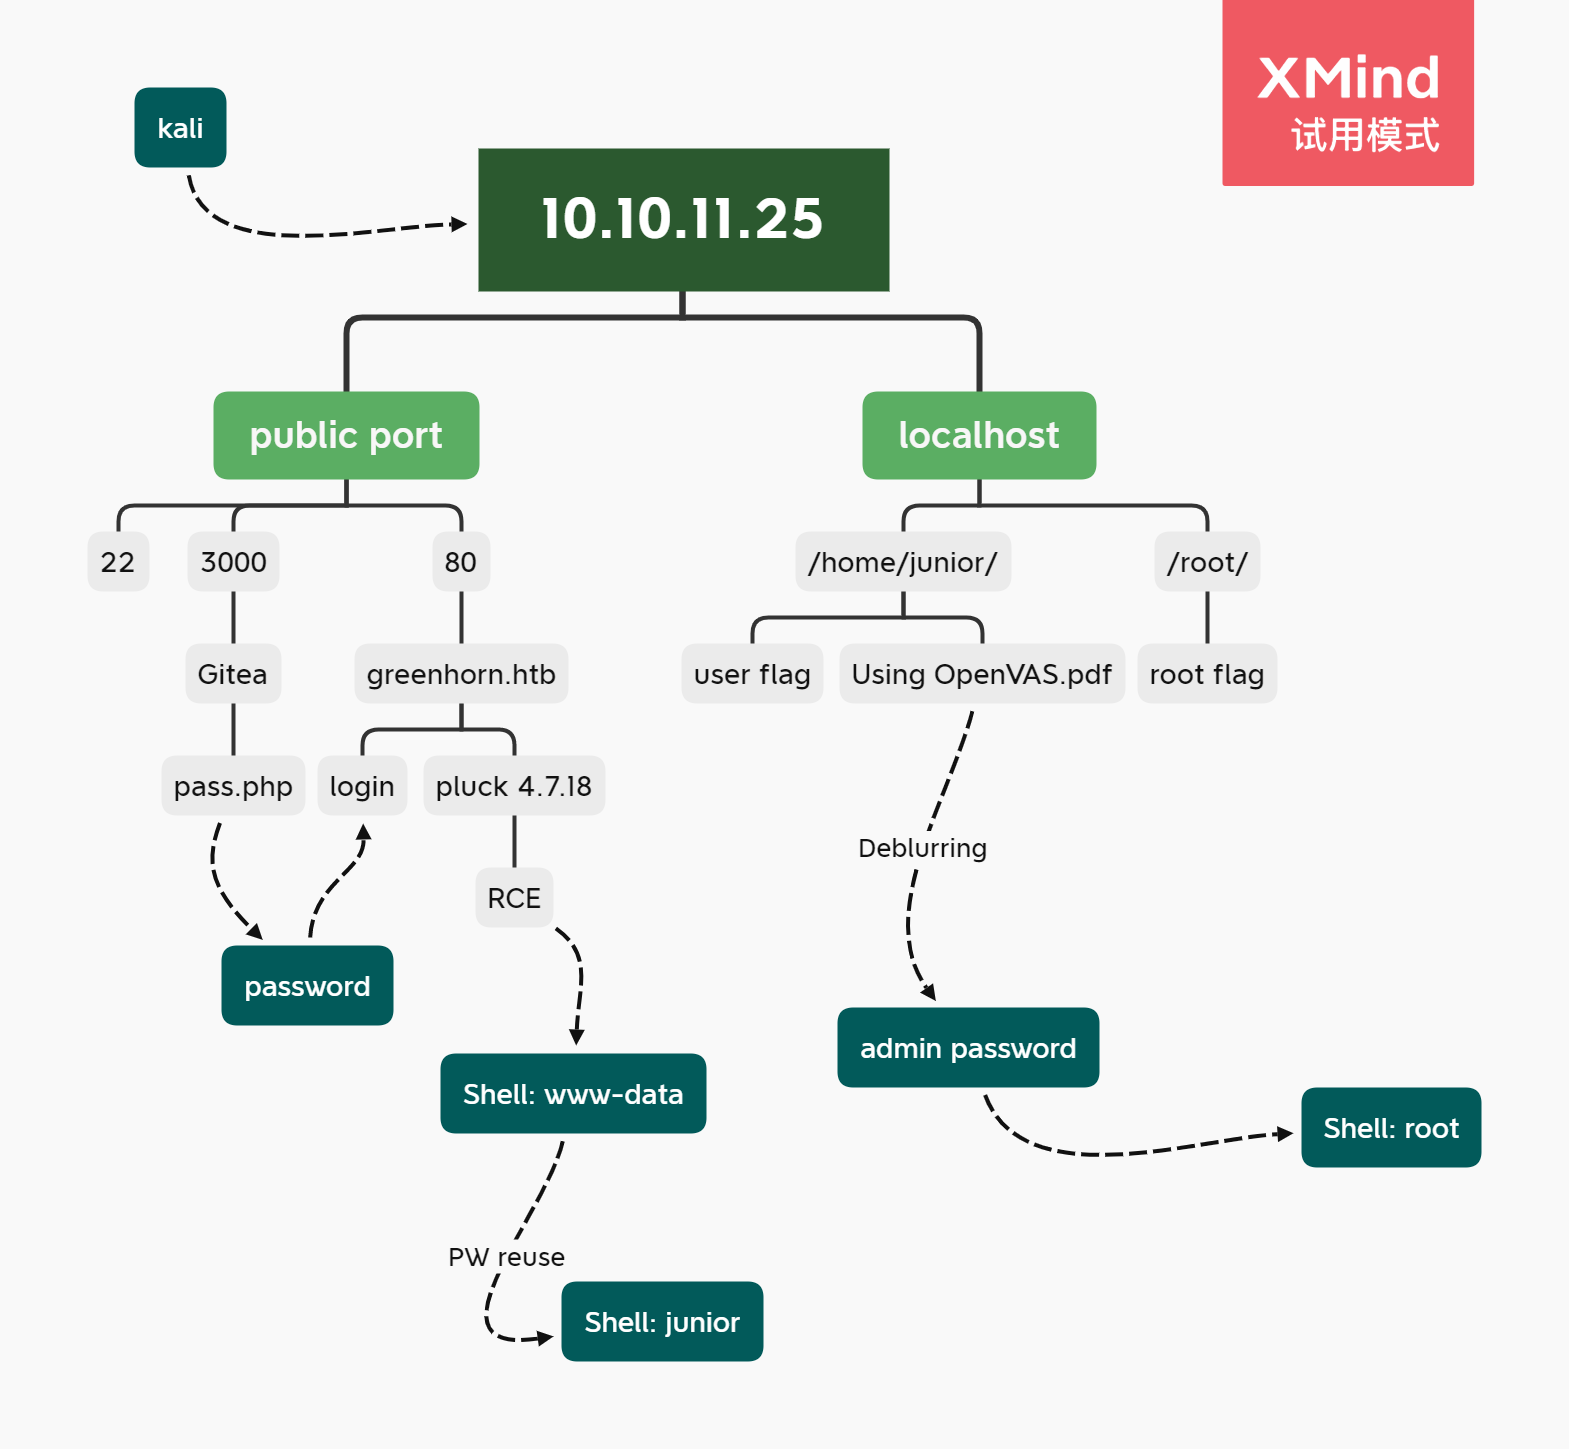 XMind
试用模式
kali
10.10.11.25
public port
localhost
22
3000
80
/home/junior/
/root/
Gitea
greenhorn.htb
user flag
Using OpenVAS.pdf
root flag
pass.php
login
pluck 4.7.18
Deblurring
RCE
password
admin password
Shell: www-data
Shell: root
PW reuse
Shell: junior